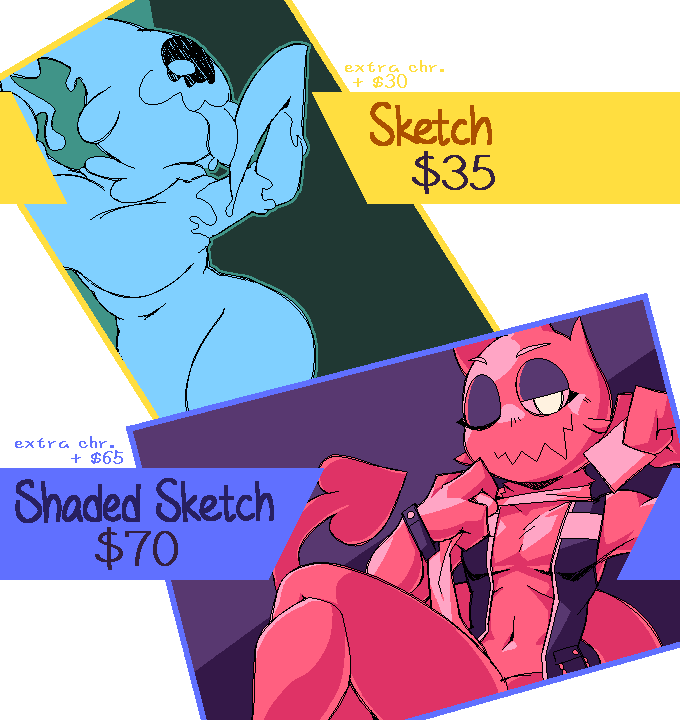 extra chr.
+ $30
Sketch
$35
extra chr.
+ $65
Shaded Sketch
$70